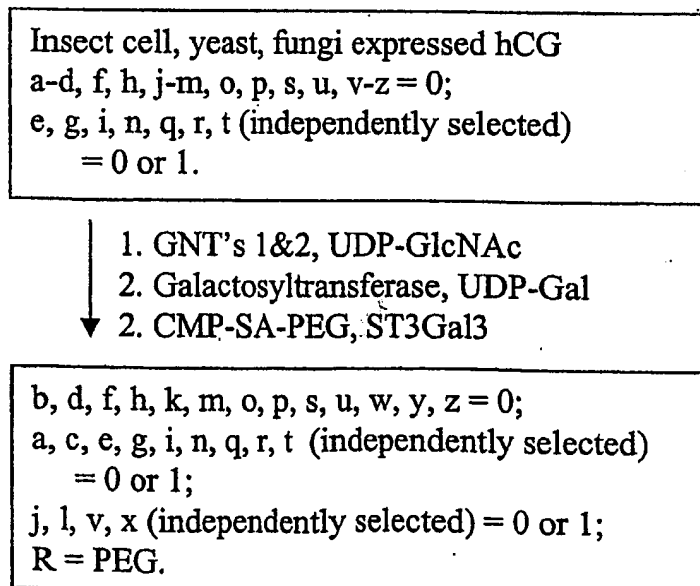 Insect cell, yeast, fungi expressed hCG
a-d, f, h, j-m, o, p, s, u, v-z = 0;
e, g, i, n, q, r, t (independently selected)
= 0 or 1.
1. GNT's 1&2, UDP-GlcNAc
2. Galactosyltransferase, UDP-Gal
2. CMP-SA-PEG, ST3Gal3
b, d, f, h, k, m, o, p, s, u, w, y, z = 0;
a, c, e, g, i, n, q, r, t (independently selected)
= 0 or 1;
j, l, v, x (independently selected) = 0 or 1;
R = PEG.